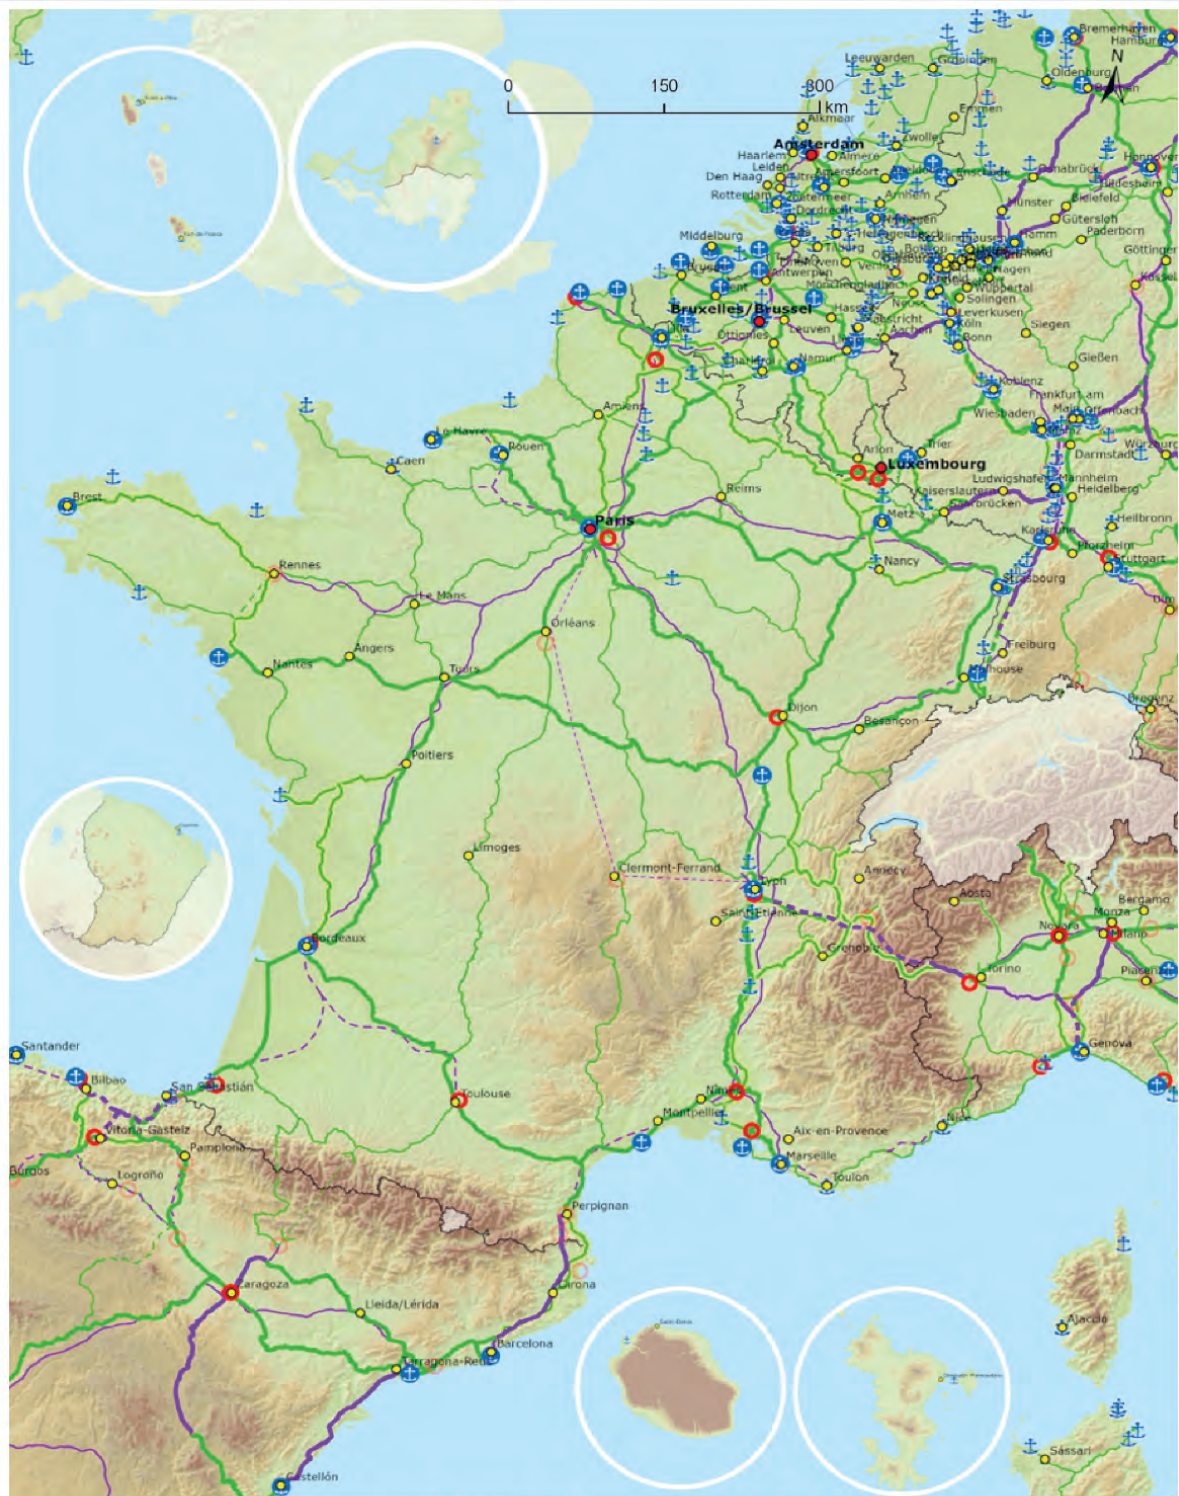 0 150 300
km
N
Bremerhaven
Hamburg
Leeuwarden
Groningen
Oldenburg
Emmen
Alkmaar
Zwolle
Amsterdam
Haarlem
Almere
Leiden
Den Haag
Amersfoort
Enschede
Osnabrück
Hannover
Hildesheim
Rotterdam
Zoetermeer
Arnhem
Dordrecht
Münster
Bielefeld
Gütersloh
Paderborn
Hamm
Göttingen
Kassel
Middelburg
Tilburg
Eindhoven
Antwerpen
Recklinghausen
Mönchengladbach
Krefeld
Hagen
Wuppertal
Solingen
Neuss
Leverkusen
Köln
Bonn
Siegen
Gießen
Bruxelles/Brussel
Ottignies
Leuven
Hasselt
Maastricht
Aachen
Charleroi
Namur
Koblenz
Frankfurt am
Main
Offenbach
Wiesbaden
Darmstadt
Würzburg
Amiens
Le Havre
Rouen
Caen
Arlon
Trier
Luxembourg
Ludwigshafen
Mannheim
Kaiserslautern
Heidelberg
Saarbrücken
Heilbronn
Brest
Reims
Metz
Paris
Karlsruhe
Pforzheim
Stuttgart
Nancy
Strasbourg
Ulm
Rennes
Le Mans
Orléans
Freiburg
Angers
Nantes
Tours
Mulhouse
Bregenz
Dijon
Besançon
Poitiers
Limoges
Clermont-Ferrand
Lyon
Annecy
Aosta
Bergamo
Monza
Saint-Etienne
Novara
Milano
Bordeaux
Grenoble
Torino
Piacenza
Santander
Genova
Bilbao
San Sebastián
Toulouse
Nîmes
Montpellier
Nice
Vitoria-Gasteiz
Aix-en-Provence
Pamplona
Marseille
Burgos
Logroño
Toulon
Perpignan
Zaragoza
Girona
Lleida/Lérida
Saint-Denis
Ajaccio
Barcelona
Tarragona-Reus
Sassari
Castellón